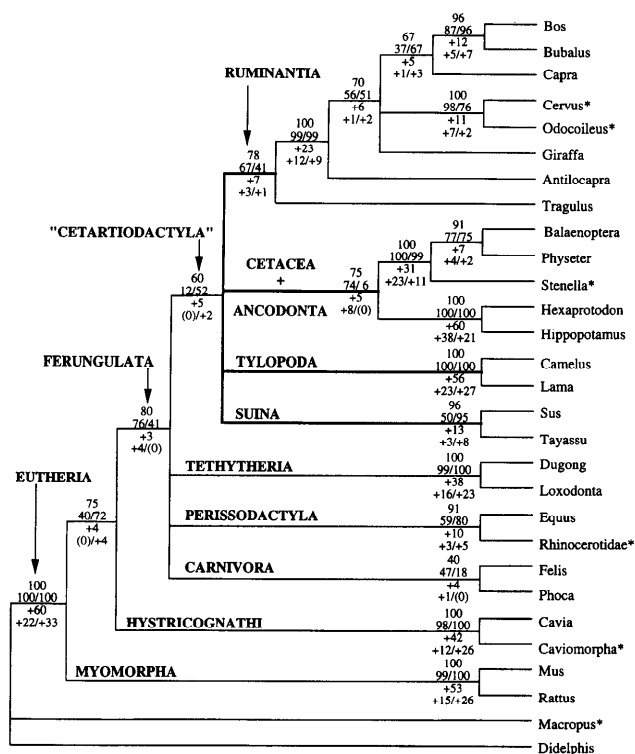 96
Bos
87/96
+12
+5/+7
Bubalus
67
37/67
+5
+1/+3
Capra
RUMINANTIA
70
56/51
+6
+1/+2
100
Cervus*
98/76
+11
+7/+2
Odocoileus*
100
99/99
+23
+12/+9
Giraffa
78
67/41
+7
+3/+1
Antilocapra
Tragulus
"CETARTIODACTYLA"
91
Balaenoptera
77/75
+7
+4/+2
Physeter
100
100/99
+31
+23/+11
Stenella*
CETACEA
+
ANCODONTA
75
74/ 6
+5
+8/(0)
60
12/52
+5
(0)/+2
100
Hexaprotodon
100/100
+60
+38/+21
Hippopotamus
TYLOPODA
100
Camelus
100/100
+56
+23/+27
Lama
FERUNGULATA
SUINA
96
Sus
50/95
+13
+3/+8
Tayassu
80
76/41
+3
+4/(0)
TETHYTHERIA
100
Dugong
99/100
+38
+16/+23
Loxodonta
EUTHERIA
PERISSODACTYLA
91
Equus
59/80
+10
+3/+5
Rhinocerotidae*
75
40/72
+4
(0)/+4
CARNIVORA
40
Felis
47/18
+4
+1/(0)
Phoca
100
100/100
+60
+22/+33
HYSTRICOGNATHI
100
Cavia
98/100
+42
+12/+26
Caviomorpha*
MYOMORPHA
100
Mus
99/100
+53
+15/+26
Rattus
Macropus*
Didelphis